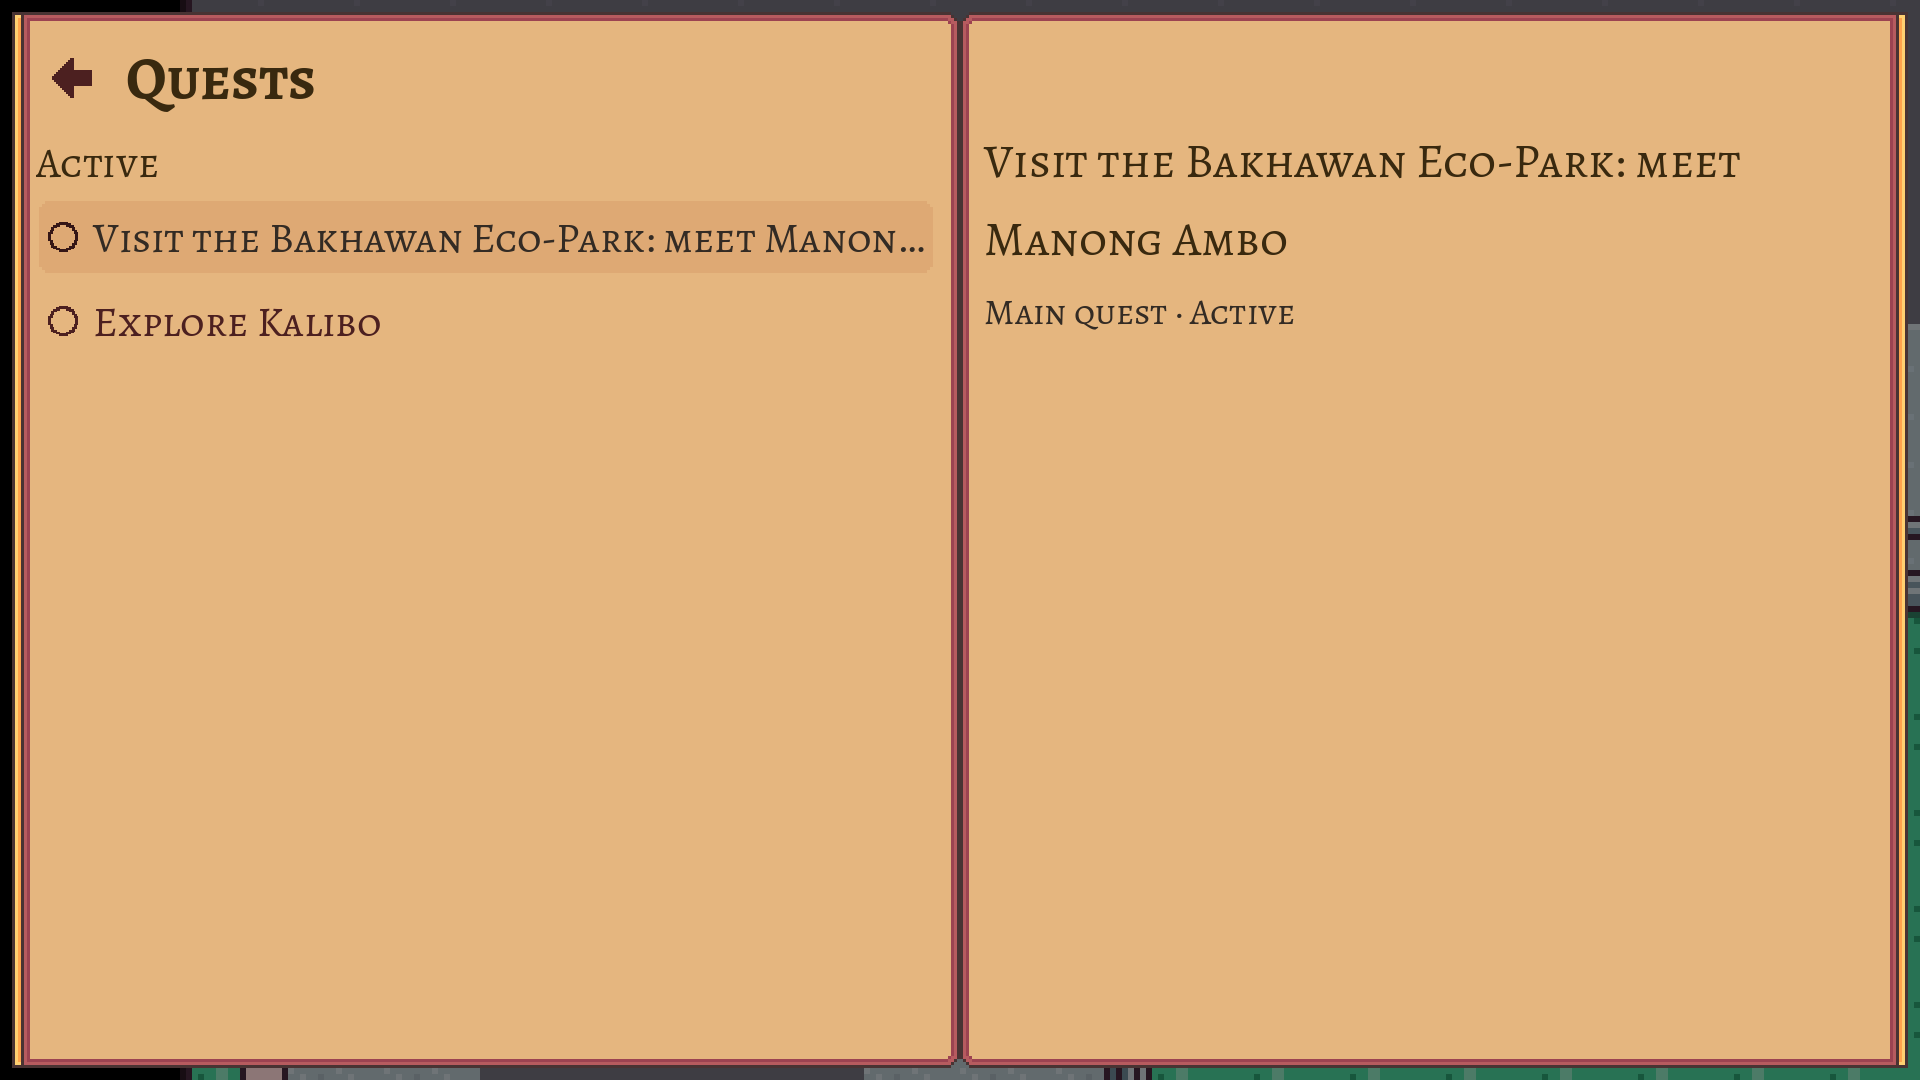 Quests
Active
Visit the Bakhawan Eco-Park: meet Manon...
Explore Kalibo
Visit the Bakhawan Eco-Park: meet
Manong Ambo
Main quest · Active